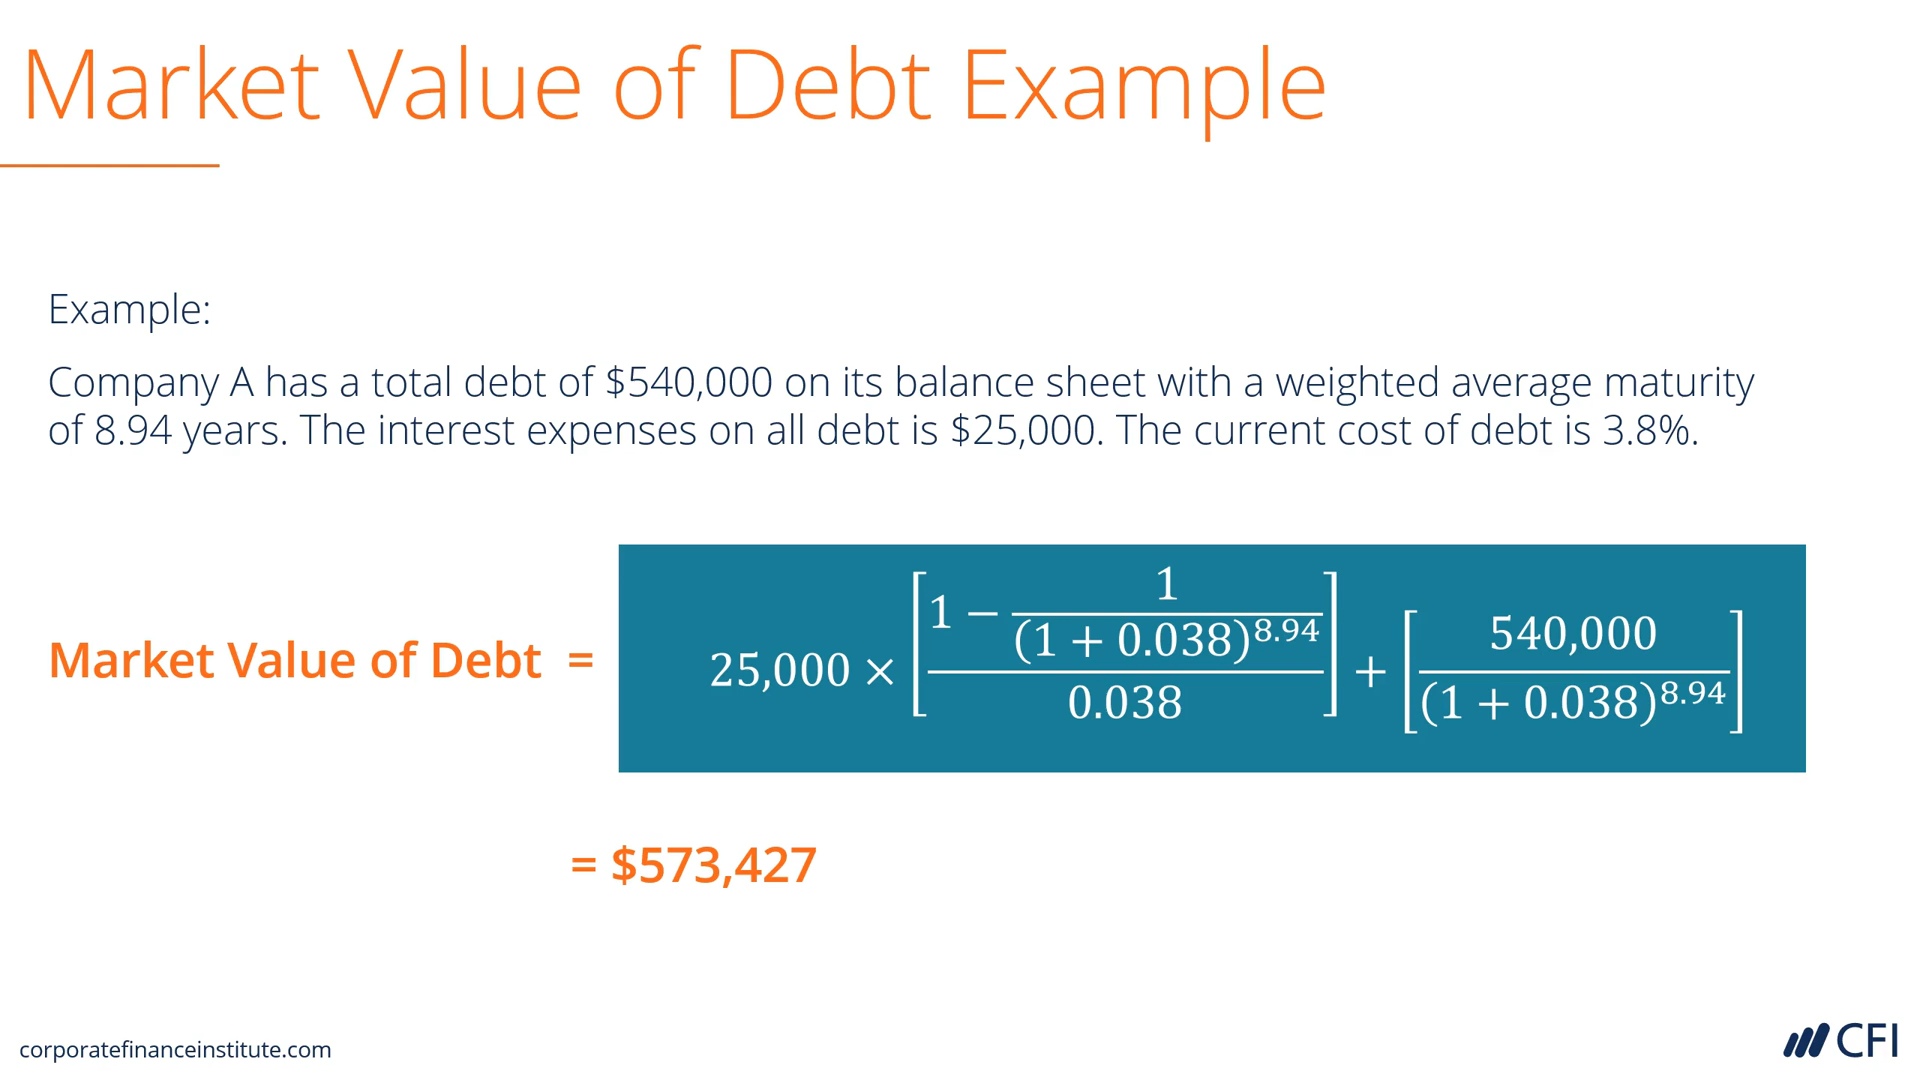 Market Value of Debt Example
Example:
Company A has a total debt of $540,000 on its balance sheet with a weighted average maturity
of 8.94 years. The interest expenses on all debt is $25,000. The current cost of debt is 3.8%.
Market Value of Debt = 25,000 × [(1 − 1/(1 + 0.038)^8.94)/0.038] + [540,000/(1 + 0.038)^8.94]
= $573,427
corporatefinanceinstitute.com
CFI